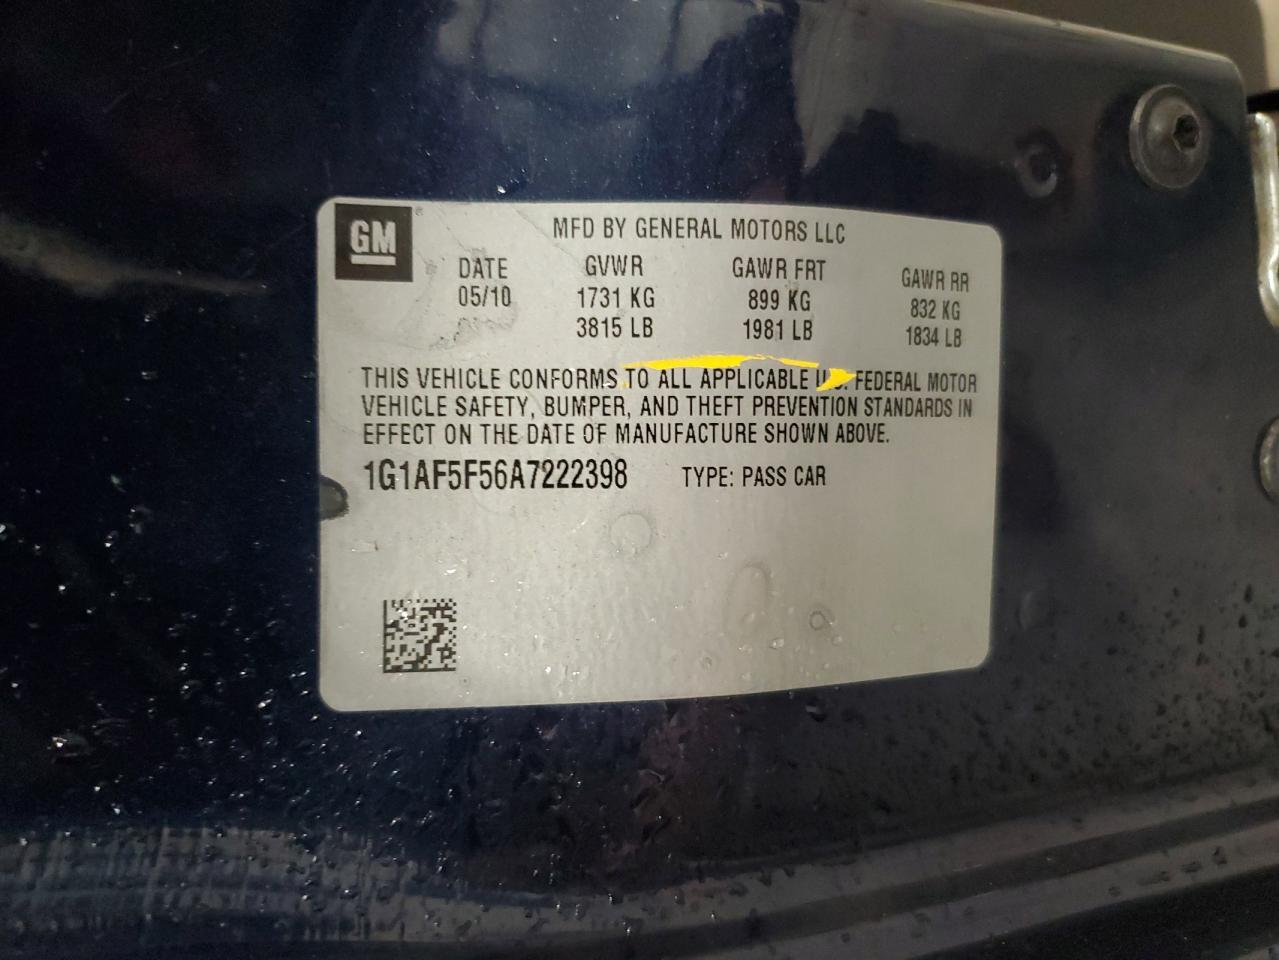 GM
MFD BY GENERAL MOTORS LLC
DATE GVWR GAWR FRT GAWR RR
05/10 1731 KG 899 KG 832 KG
3815 LB 1981 LB 1834 LB
THIS VEHICLE CONFORMS TO ALL APPLICABLE FEDERAL MOTOR
VEHICLE SAFETY, BUMPER, AND THEFT PREVENTION STANDARDS IN
EFFECT ON THE DATE OF MANUFACTURE SHOWN ABOVE.
1G1AF5F56A7222398 TYPE: PASS CAR